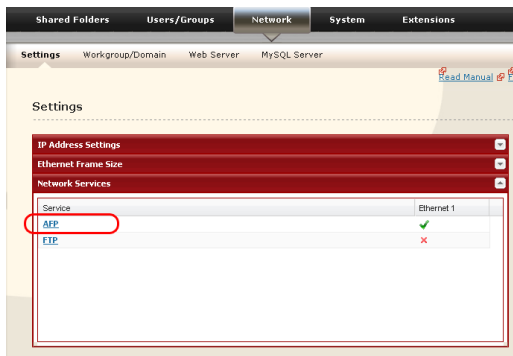 Shared Folders Users/Groups Network System Extensions
Settings Workgroup/Domain Web Server MySQL Server
Read Manual
Settings
IP Address Settings
Ethernet Frame Size
Network Services
Service Ethernet 1
AFP
FTP